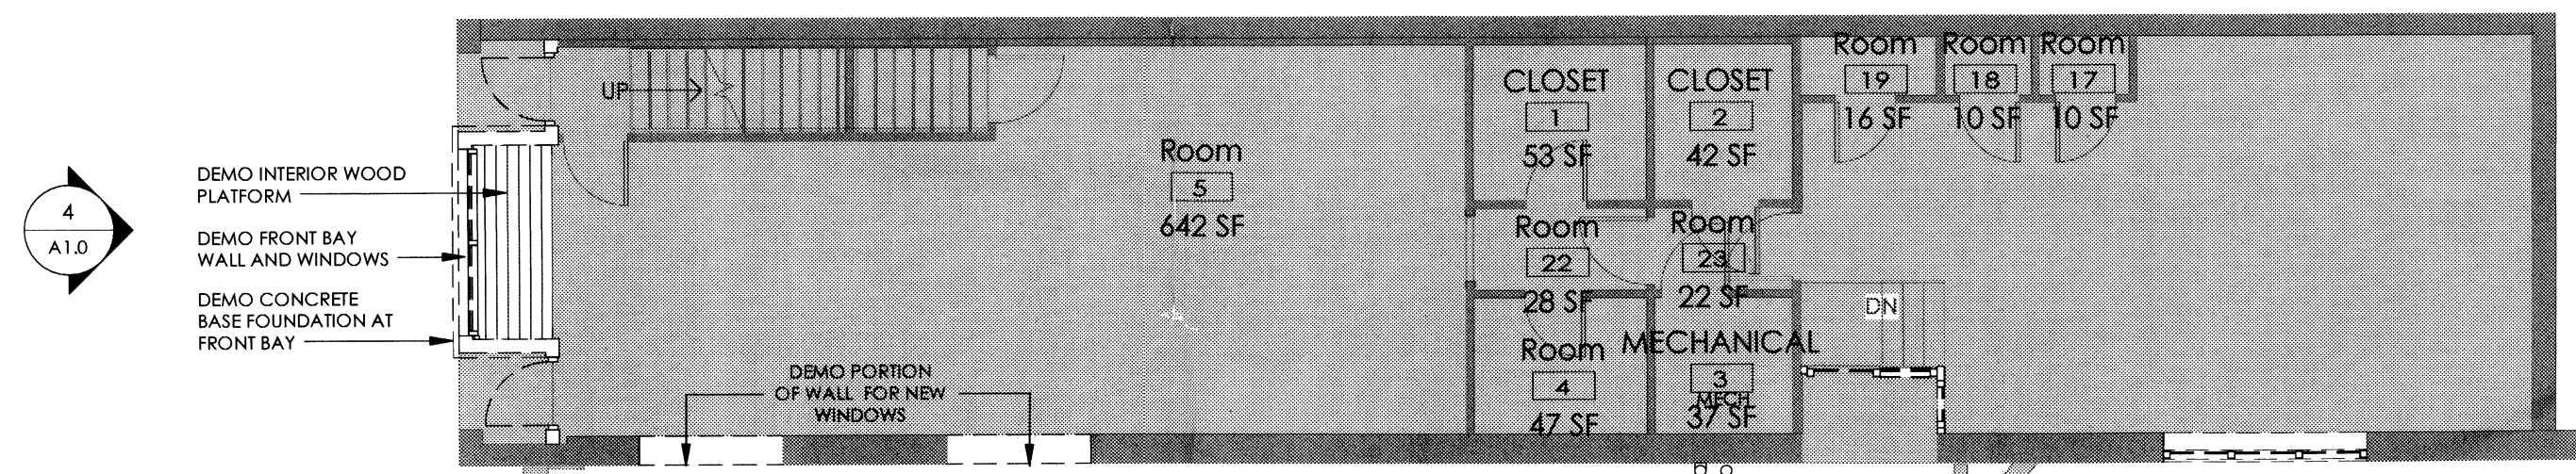 4
A1.0
DEMO INTERIOR WOOD
PLATFORM
DEMO FRONT BAY
WALL AND WINDOWS
DEMO CONCRETE
BASE FOUNDATION AT
FRONT BAY
UP
DEMO PORTION
OF WALL FOR NEW
WINDOWS
Room
5
642 SF
CLOSET
1
53 SF
CLOSET
2
42 SF
Room
19
16 SF
Room
18
10 SF
Room
17
10 SF
Room
22
28 SF
Room
23
22 SF
Room
4
47 SF
MECHANICAL
3
MECH
37 SF
DN